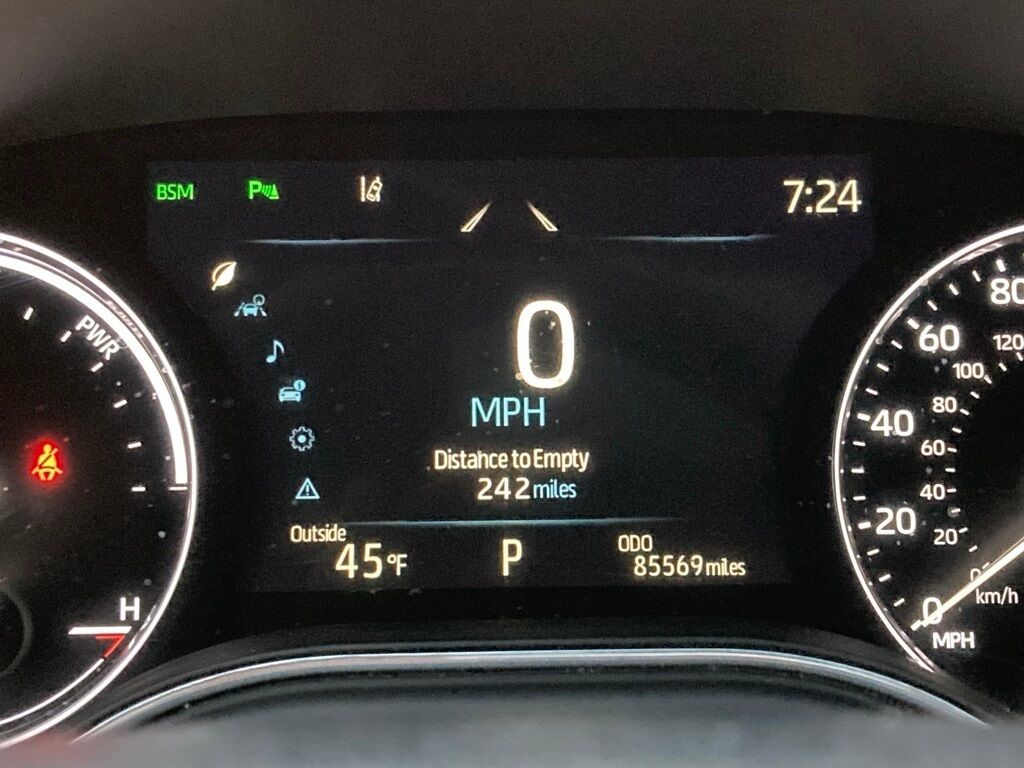 BSM
P
7:24
PWR
0
MPH
Distance to Empty
242 miles
Outside
45°F
P
ODO
85569 miles
H
80
60
40
20
0
MPH
120
100
80
60
40
20
0
km/h